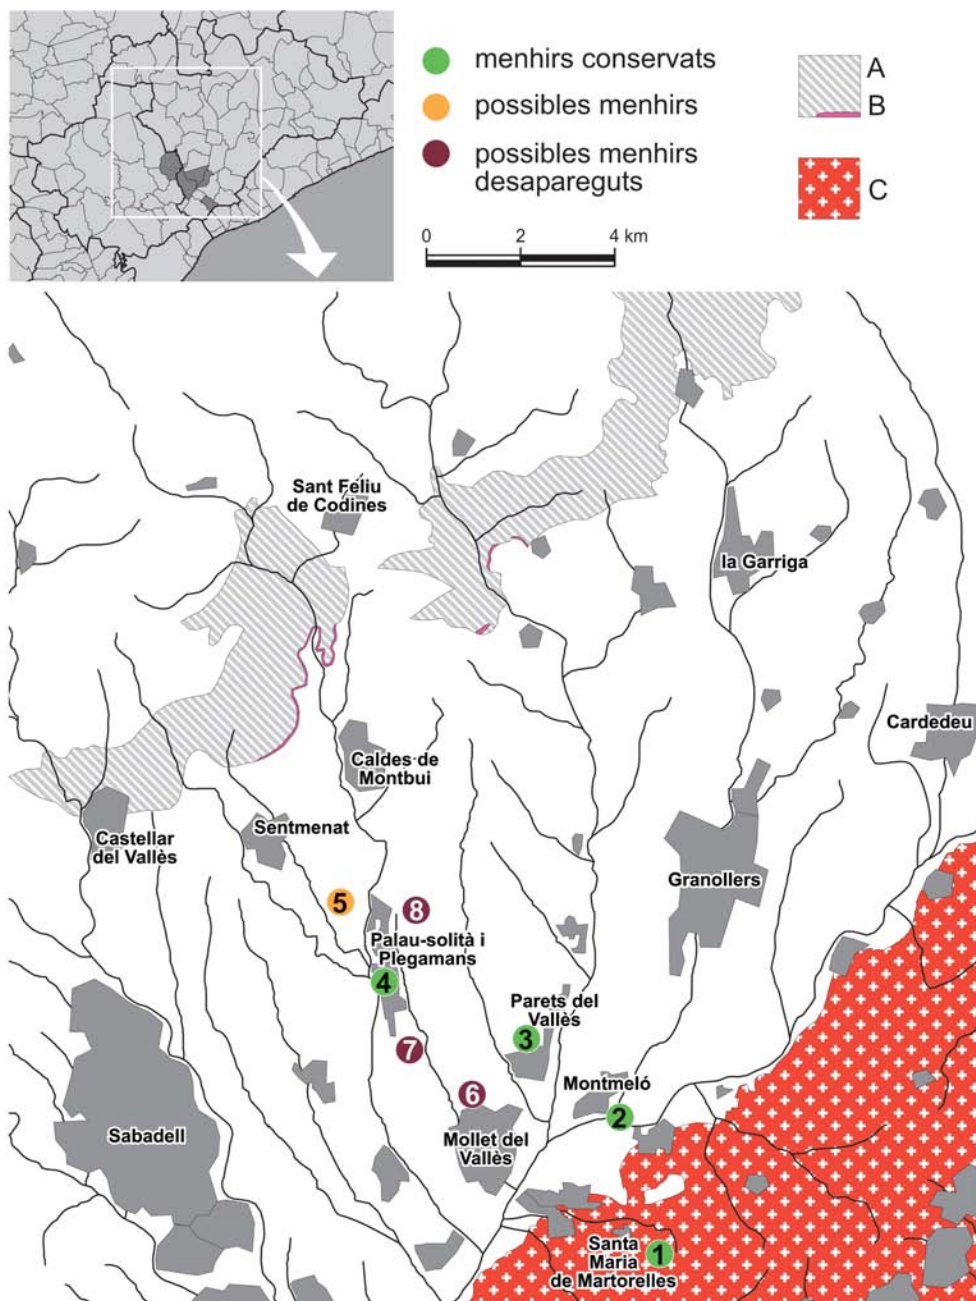 menhirs conservats
possibles menhirs
possibles menhirs
desapareguts
A
B
C
0 2 4 km
Sant Feliu
de Codines
la Garriga
Cardedeu
Caldes de
Montbui
Sentmenat
Castellar
del Vallès
Granollers
5
8
Palau-solità i
Plegamans
4
Parets del
Vallès
3
7
Montmeló
6
2
Sabadell
Mollet del
Vallès
1
Santa
Maria
de Martorelles